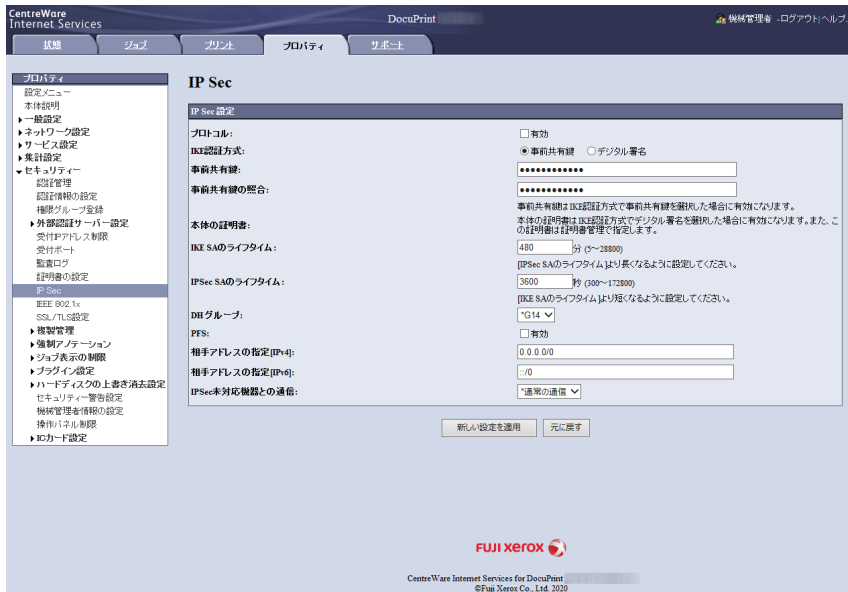 CentreWare
Internet Services
DocuPrint
機械管理者 -ログアウト|ヘルプ
状態
ジョブ
プリント
プロパティ
サポート
プロパティ
設定メニュー
本体説明
一般設定
ネットワーク設定
サービス設定
集計設定
セキュリティー
認証管理
認証情報の設定
権限グループ登録
外部認証サーバー設定
受付IPアドレス制限
受付ポート
監査ログ
証明書の設定
IP Sec
IEEE 802.1x
SSL/TLS設定
複製管理
強制アノテーション
ジョブ表示の制限
プラグイン設定
ハードディスクの上書き消去設定
セキュリティー警告設定
機械管理者情報の設定
操作パネル制限
ICカード設定
IP Sec
IP Sec 設定
プロトコル:
有効
IKE認証方式:
事前共有鍵 デジタル署名
事前共有鍵:
••••••••••••
事前共有鍵の照合:
••••••••••••
事前共有鍵はIKE認証方式で事前共有鍵を選択した場合に有効になります。
本体の証明書:
本体の証明書はIKE認証方式でデジタル署名を選択した場合に有効になります。また、こ
の証明書は証明書管理で指定します。
IKE SAのライフタイム:
480 分 (5～28800)
[IPSec SAのライフタイム]より長くなるように設定してください。
IPSec SAのライフタイム:
3600 秒 (300～172800)
[IKE SAのライフタイム]より短くなるように設定してください。
DH グループ:
*G14
PFS:
有効
相手アドレスの指定[IPv4]:
0.0.0.0/0
相手アドレスの指定[IPv6]:
::/0
IPSec未対応機器との通信:
*通常の通信
新しい設定を適用
元に戻す
FUJI XEROX
CentreWare Internet Services for DocuPrint
©Fuji Xerox Co., Ltd. 2020